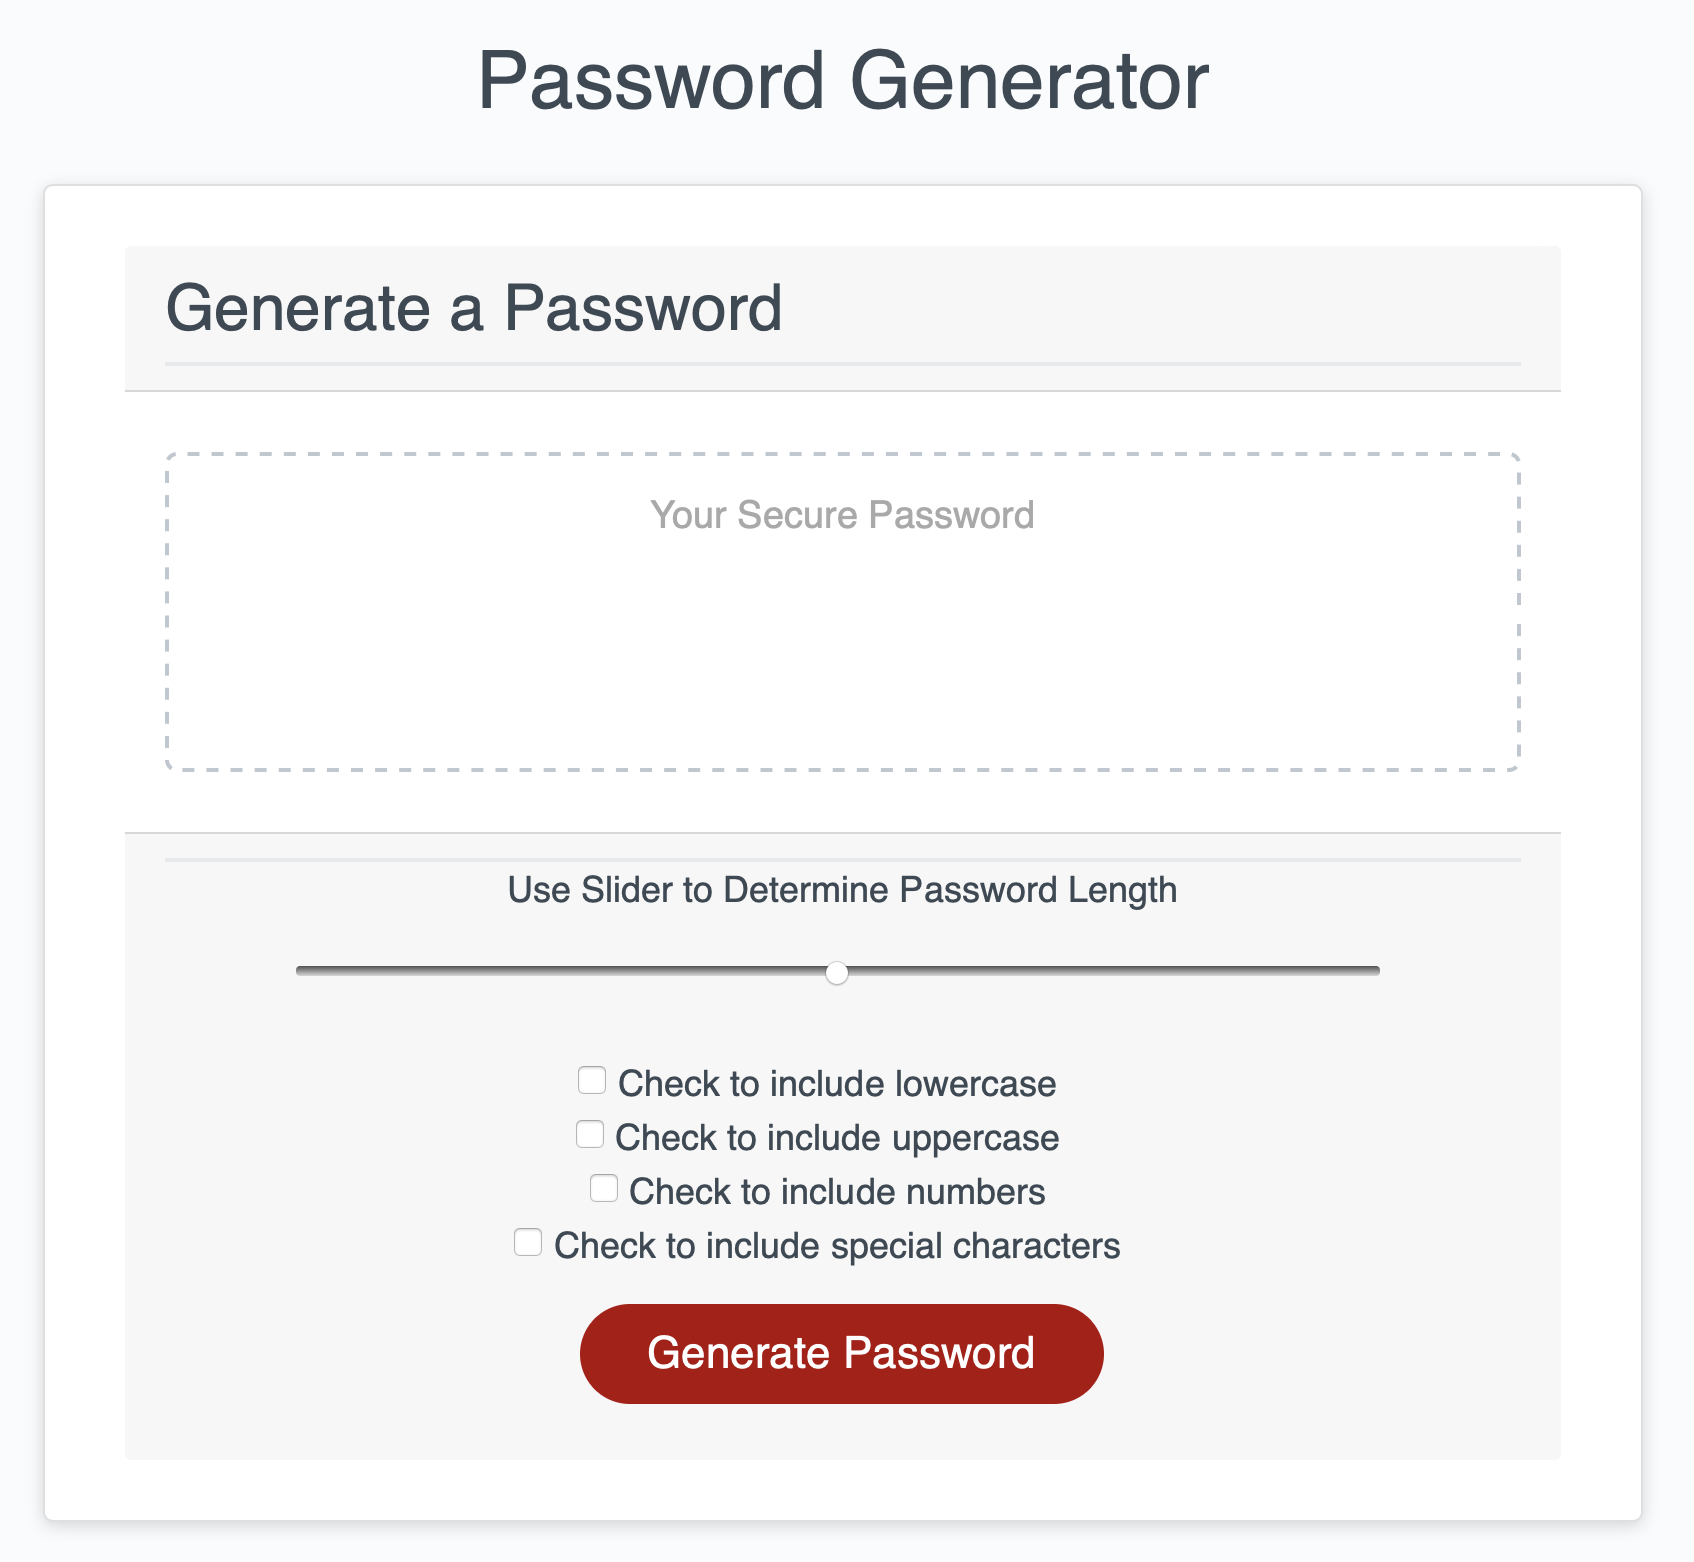 Password Generator
Generate a Password
Your Secure Password
Use Slider to Determine Password Length
Check to include lowercase
Check to include uppercase
Check to include numbers
Check to include special characters
Generate Password